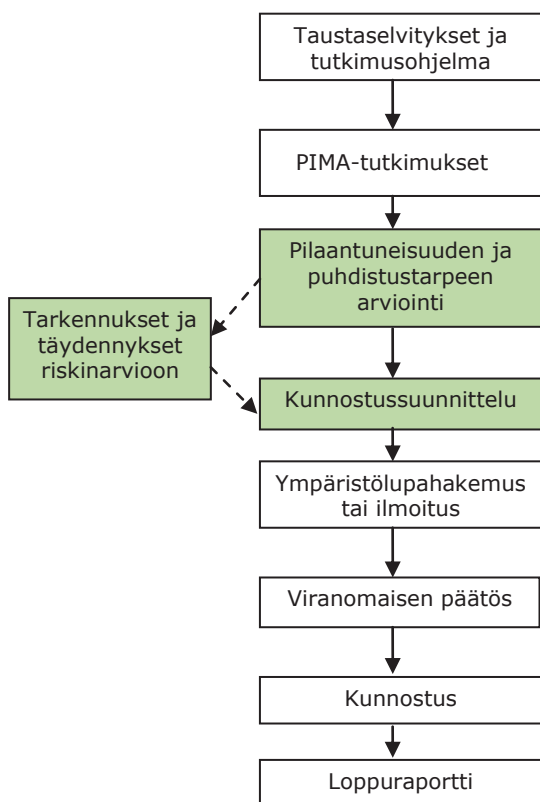 Taustaselvitykset ja
tutkimusohjelma
PIMA-tutkimukset
Pilaantuneisuuden ja
puhdistustarpeen
arviointi
Tarkennukset ja
täydennykset
riskinarvioon
Kunnostussuunnittelu
Ympäristölupahakemus
tai ilmoitus
Viranomaisen päätös
Kunnostus
Loppuraportti